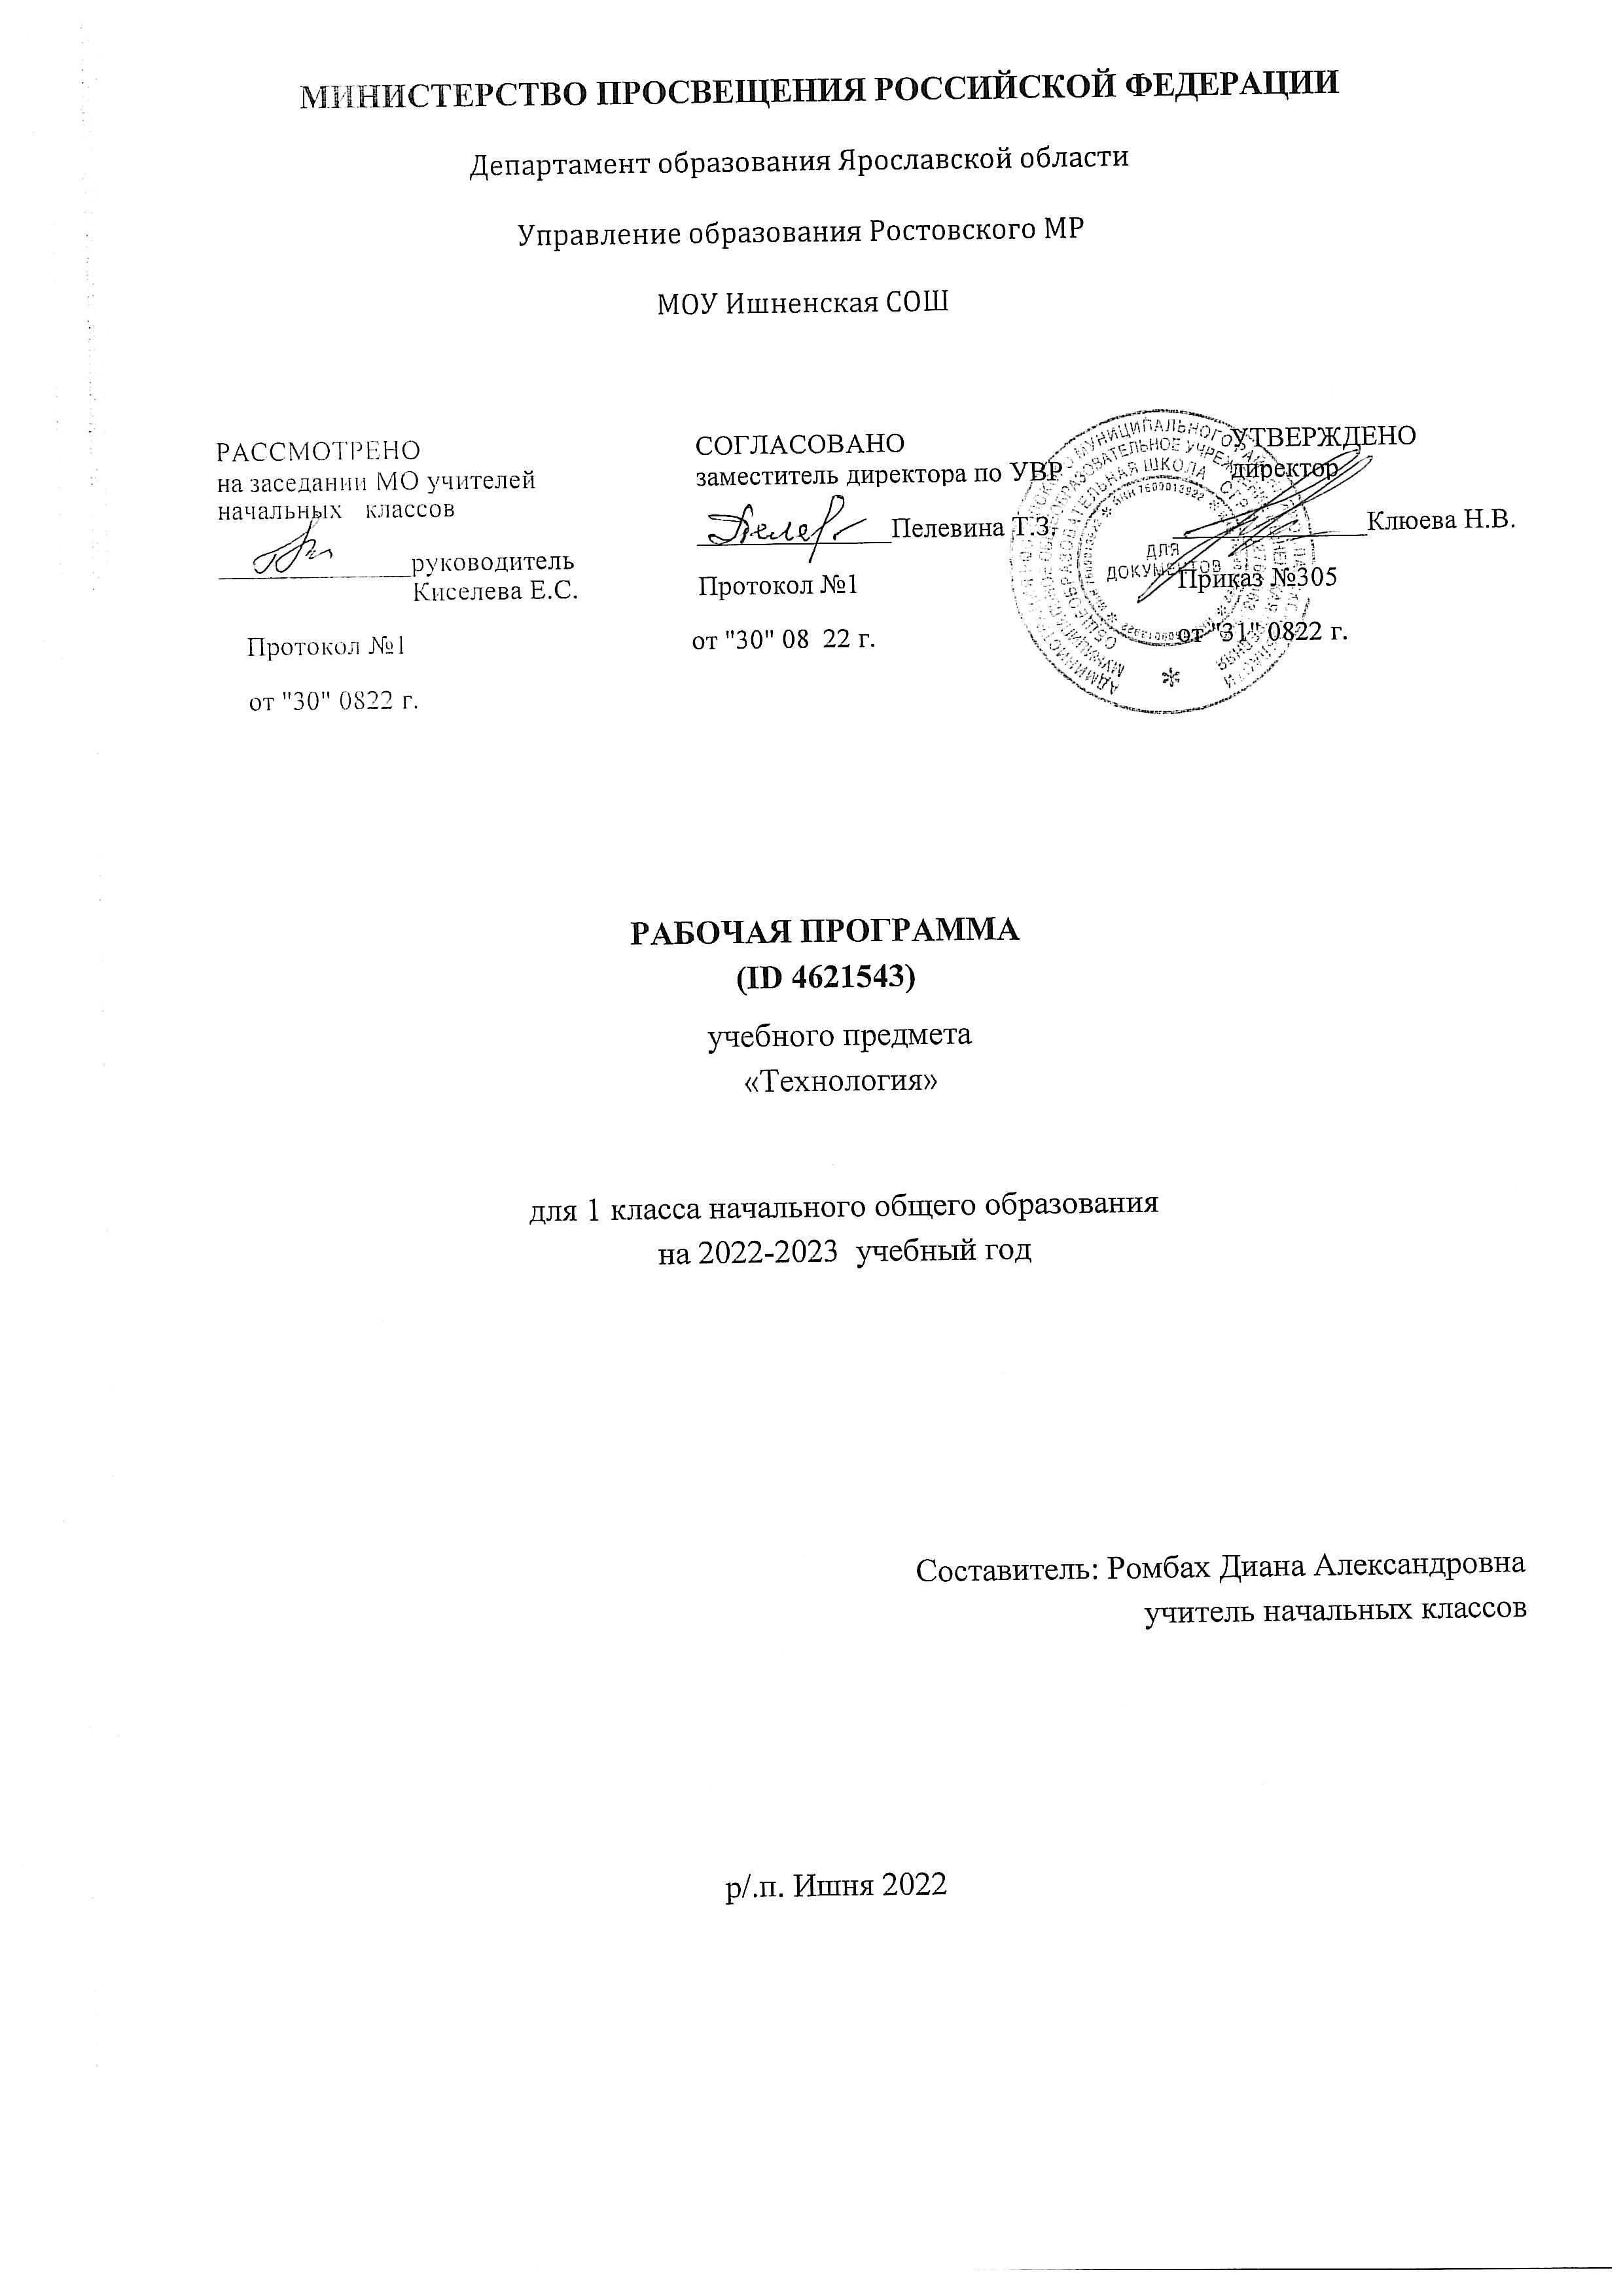 МИНИСТЕРСТВО ПРОСВЕЩЕНИЯ РОССИЙСКОЙ ФЕДЕРАЦИИ
Департамент образования Ярославской области
Управление образования Ростовского МР
МОУ Ишненская СОШ
РАССМОТРЕНО
на заседании МО учителей
начальных классов
руководитель
Киселева Е.С.
Протокол №1
от "30" 0822 г.
СОГЛАСОВАНО
заместитель директора по УВР
Пелевина Т.З.
Протокол №1
от "30" 08 22 г.
УТВЕРЖДЕНО
директор
Клюева Н.В.
Приказ №305
от "31" 0822 г.
ДЛЯ
ДОКУМЕНТОВ
РАБОЧАЯ ПРОГРАММА
(ID 4621543)
учебного предмета
«Технология»
для 1 класса начального общего образования
на 2022-2023 учебный год
Составитель: Ромбах Диана Александровна
учитель начальных классов
р/.п. Ишня 2022